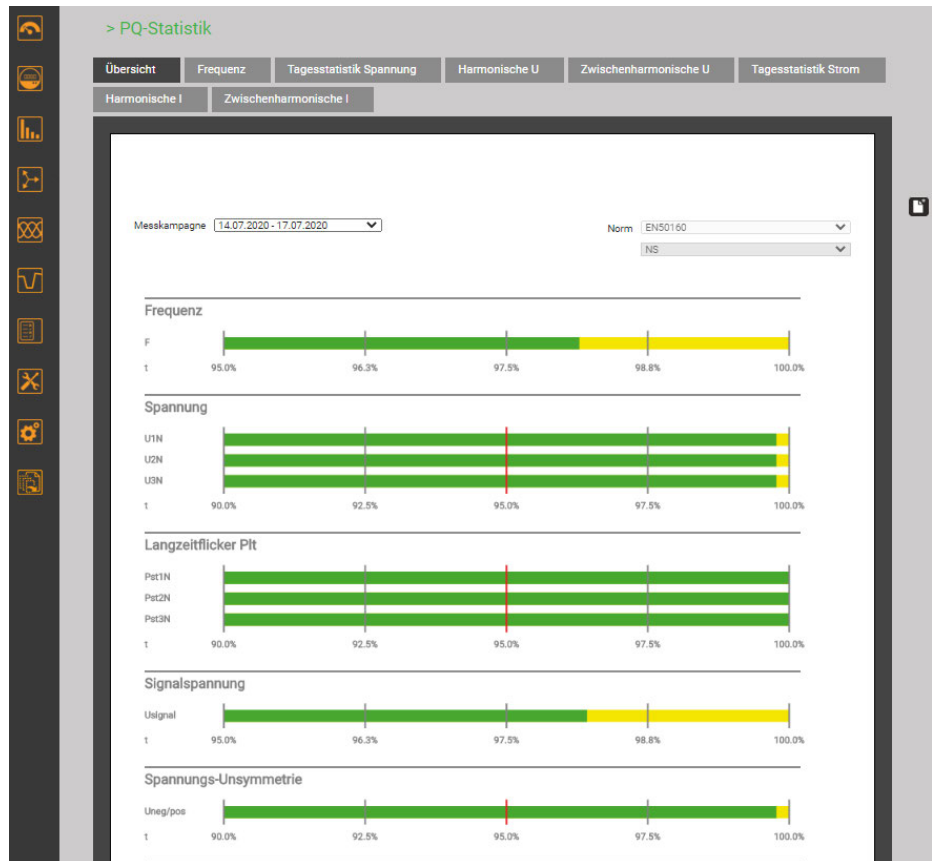 > PQ-Statistik
Übersicht Frequenz Tagesstatistik Spannung Harmonische U Zwischenharmonische U Tagesstatistik Strom
Harmonische I Zwischenharmonische I
Messkampagne 14.07.2020 - 17.07.2020 Norm EN50160
NS
Frequenz
F
t 95.0% 96.3% 97.5% 98.8% 100.0%
Spannung
U1N
U2N
U3N
t 90.0% 92.5% 95.0% 97.5% 100.0%
Langzeitflicker Plt
Pst1N
Pst2N
Pst3N
t 90.0% 92.5% 95.0% 97.5% 100.0%
Signalspannung
Usignal
t 95.0% 96.3% 97.5% 98.8% 100.0%
Spannungs-Unsymmetrie
Uneg/pos
t 90.0% 92.5% 95.0% 97.5% 100.0%